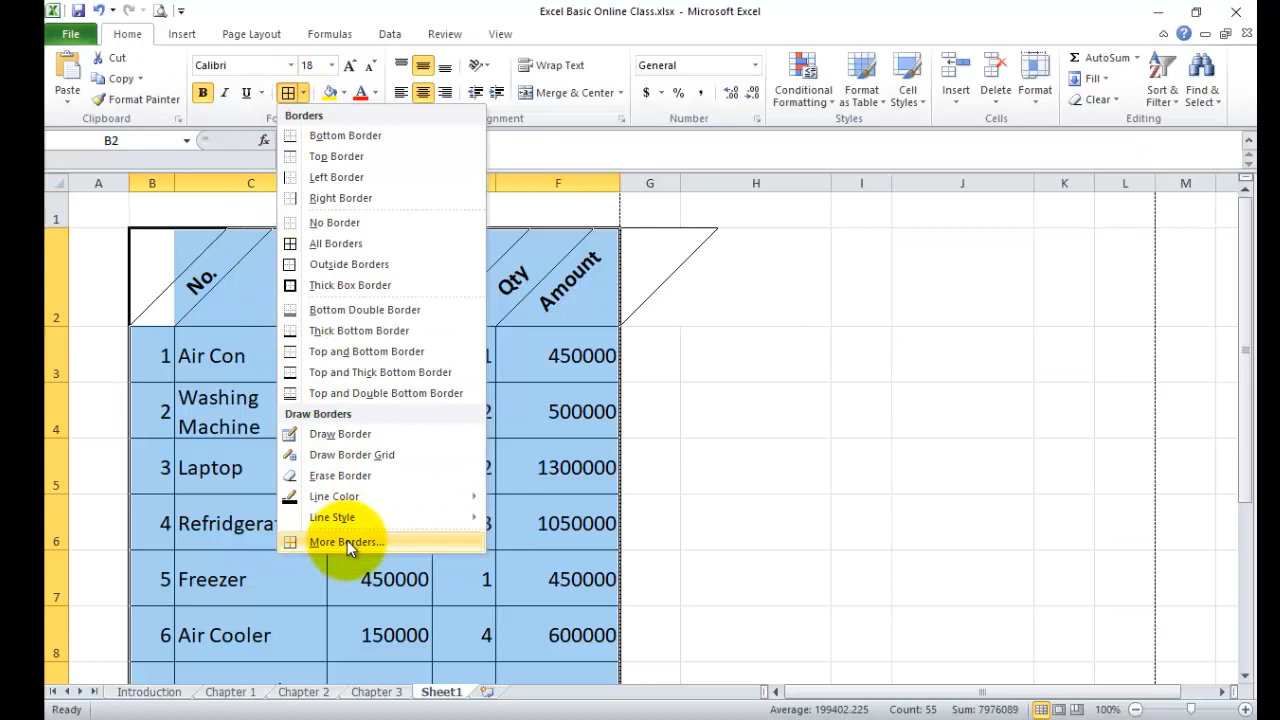 Excel Basic Online Class.xlsx - Microsoft Excel
File Home Insert Page Layout Formulas Data Review View
Paste
Cut
Copy
Format Painter
Clipboard
Calibri 18
B I U
Wrap Text
Merge & Center
General
$ % ,
Number
Conditional Formatting
Format as Table
Cell Styles
Styles
Insert Delete Format
Cells
AutoSum
Fill
Clear
Sort & Filter
Find & Select
Editing
B2
fx
Borders
Bottom Border
Top Border
Left Border
Right Border
No Border
All Borders
Outside Borders
Thick Box Border
Bottom Double Border
Thick Bottom Border
Top and Bottom Border
Top and Thick Bottom Border
Top and Double Bottom Border
Draw Borders
Draw Border
Draw Border Grid
Erase Border
Line Color
Line Style
More Borders...
A B C F G H I J K L M
1
2 No. Qty Amount
3 1 Air Con 1 450000
4 2 Washing Machine 2 500000
5 3 Laptop 2 1300000
6 4 3 1050000
7 5 Freezer 450000 1 450000
8 6 Air Cooler 150000 4 600000
Introduction Chapter 1 Chapter 2 Chapter 3 Sheet1
Ready Average: 199402.225 Count: 55 Sum: 7976089 100%